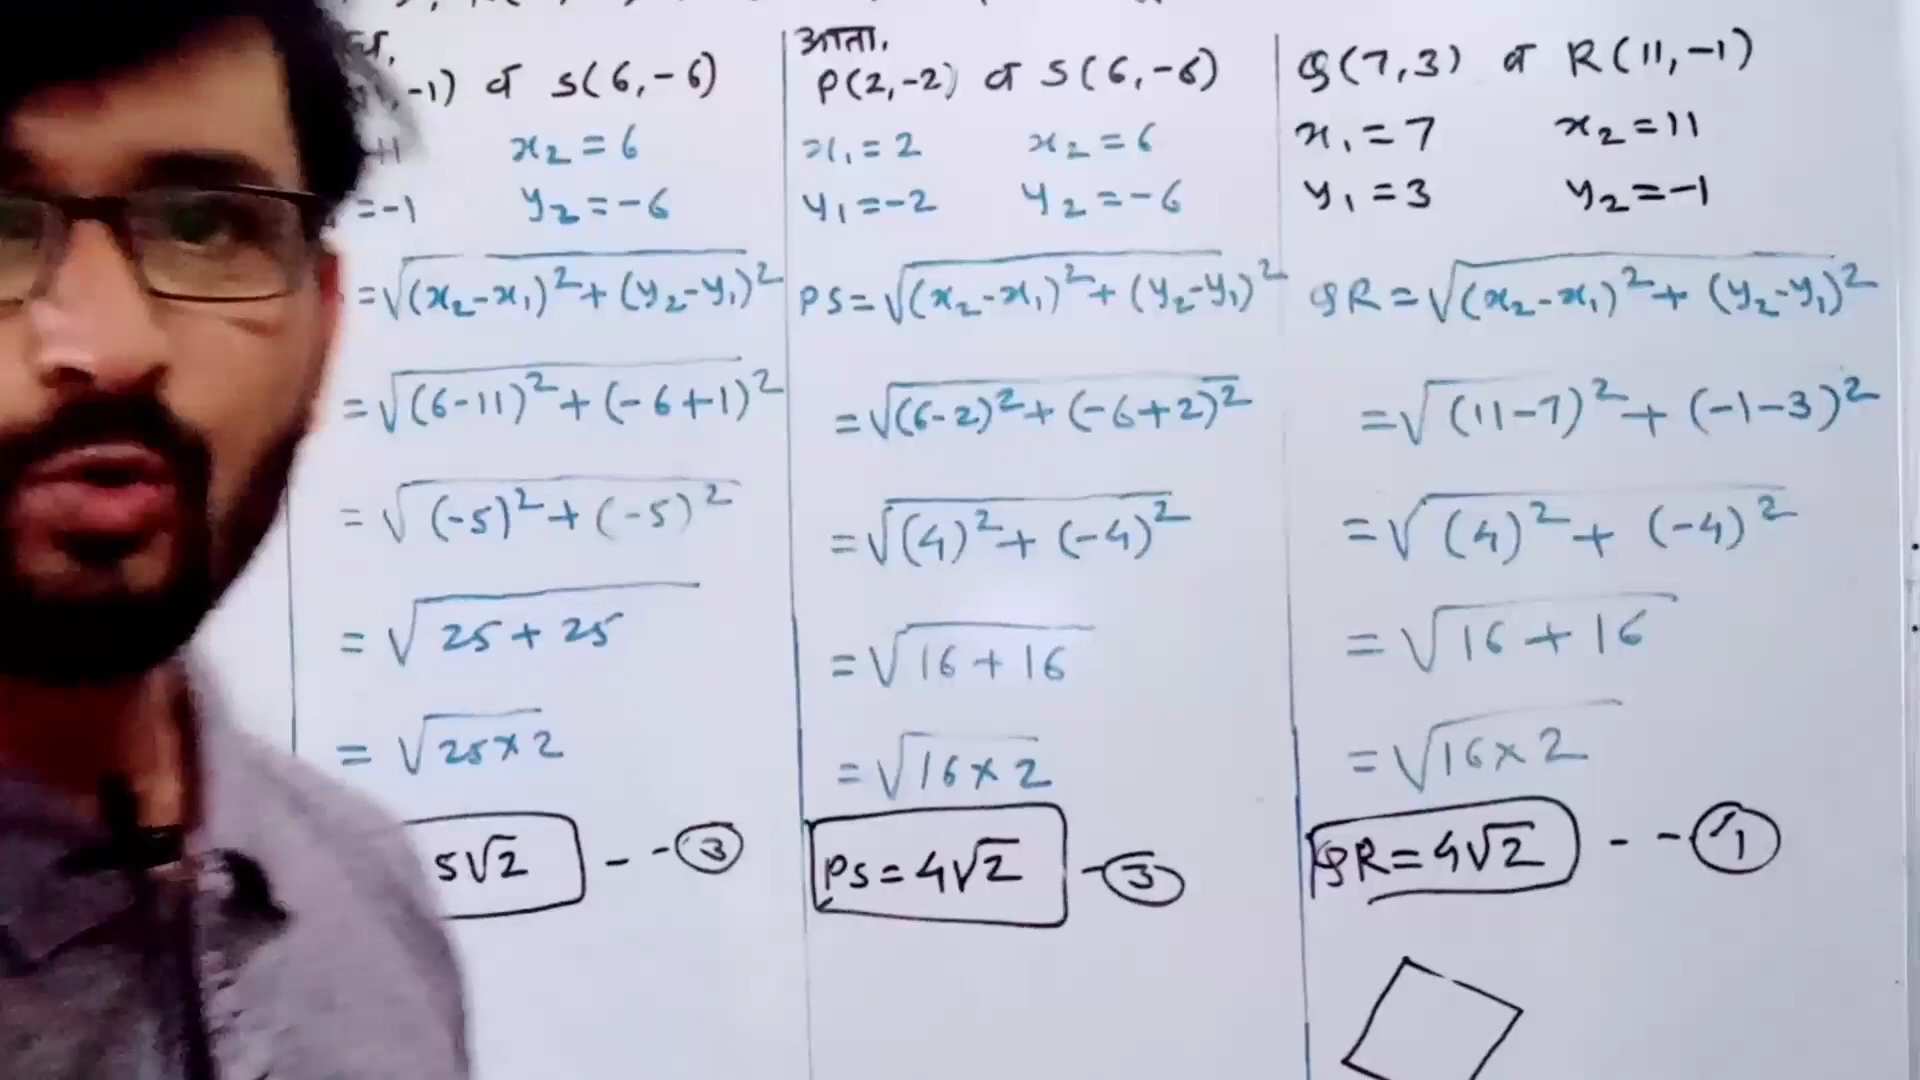 , -1) व S(6, -6)
x₂ = 6
= -1 y₂ = -6
= √(x₂-x₁)² + (y₂-y₁)²
= √(6-11)² + (-6+1)²
= √(-5)² + (-5)²
= √25 + 25
= √25 × 2
5√2 - - ③
आता,
P(2, -2) व S(6, -6)
x₁ = 2 x₂ = 6
y₁ = -2 y₂ = -6
PS = √(x₂-x₁)² + (y₂-y₁)²
= √(6-2)² + (-6+2)²
= √(4)² + (-4)²
= √16 + 16
= √16 × 2
PS = 4√2 -
Q(7, 3) व R(11, -1)
x₁ = 7 x₂ = 11
y₁ = 3 y₂ = -1
QR = √(x₂-x₁)² + (y₂-y₁)²
= √(11-7)² + (-1-3)²
= √(4)² + (-4)²
= √16 + 16
= √16 × 2
QR = 4√2 - - ①